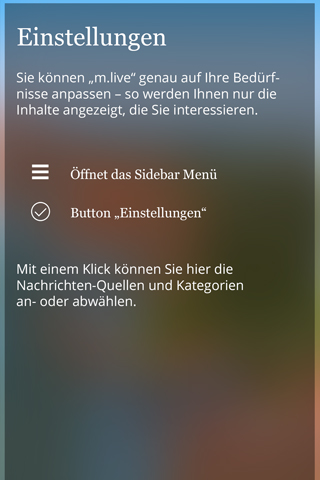 Einstellungen
Sie können „m.live“ genau auf Ihre Bedürf-
nisse anpassen – so werden Ihnen nur die
Inhalte angezeigt, die Sie interessieren.
Öffnet das Sidebar Menü
Button „Einstellungen“
Mit einem Klick können Sie hier die
Nachrichten-Quellen und Kategorien
an- oder abwählen.